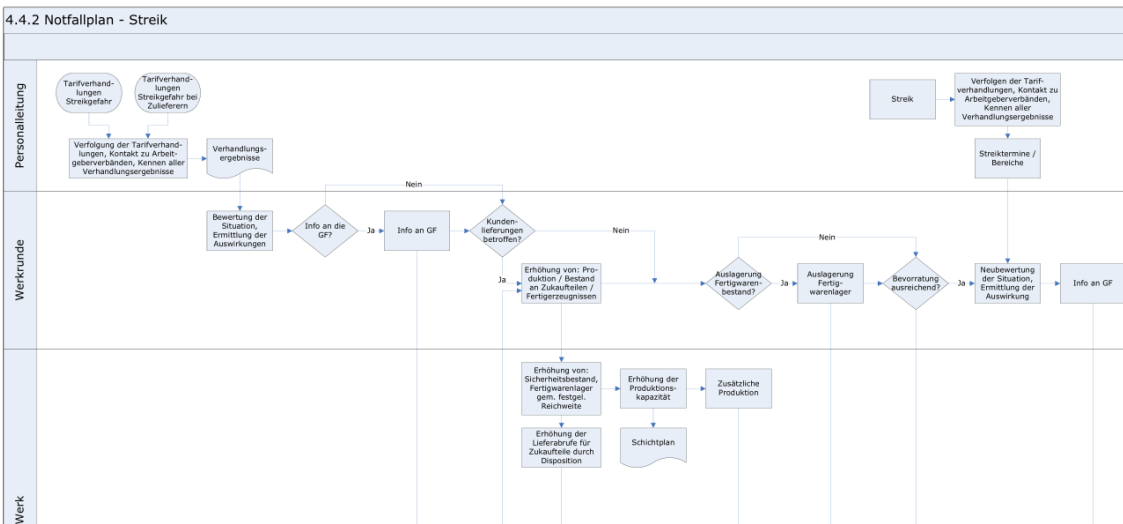 4.4.2 Notfallplan - Streik
Personalleitung
Tarifverhand-
lungen
Streikgefahr
Tarifverhand-
lungen
Streikgefahr bei
Zulieferern
Verfolgung der Tarifverhand-
lungen, Kontakt zu Arbeit-
geberverbänden, Kennen aller
Verhandlungsergebnisse
Verhandlungs-
ergebnisse
Streik
Verfolgen der Tarif-
verhandlungen, Kontakt zu
Arbeitgeberverbänden,
Kennen aller
Verhandlungsergebnisse
Streiktermine /
Bereiche
Werkrunde
Nein
Bewertung der
Situation,
Ermittlung der
Auswirkungen
Info an die
GF?
Ja
Info an GF
Kunden-
lieferungen
betroffen?
Nein
Ja
Erhöhung von: Pro-
duktion / Bestand
an Zukaufteilen /
Fertigerzeugnissen
Auslagerung
Fertigwaren-
bestand?
Nein
Ja
Auslagerung
Fertig-
warenlager
Bevorratung
ausreichend?
Ja
Neubewertung
der Situation,
Ermittlung der
Auswirkung
Info an GF
Werk
Erhöhung von:
Sicherheitsbestand,
Fertigwarenlager
gem. festgel.
Reichweite
Erhöhung der
Produktions-
kapazität
Zusätzliche
Produktion
Erhöhung der
Lieferabrufe für
Zukaufteile durch
Disposition
Schichtplan